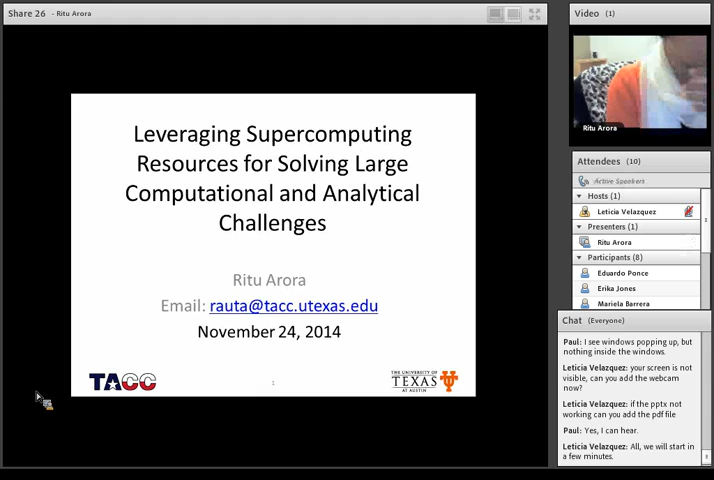 Share 26 - Ritu Arora
Leveraging Supercomputing
Resources for Solving Large
Computational and Analytical
Challenges
Ritu Arora
Email: rauta@tacc.utexas.edu
November 24, 2014
TACC
1
THE UNIVERSITY OF
TEXAS
AT AUSTIN
Video (1)
Ritu Arora
Attendees (10)
Active Speakers
Hosts (1)
Leticia Velazquez
Presenters (1)
Ritu Arora
Participants (8)
Eduardo Ponce
Erika Jones
Mariela Barrera
Chat (Everyone)
Paul: I see windows popping up, but
nothing inside the windows.
Leticia Velazquez: your screen is not
visible, can you add the webcam
now?
Leticia Velazquez: if the pptx not
working can you add the pdf file
Paul: Yes, I can hear.
Leticia Velazquez: All, we will start in
a few minutes.